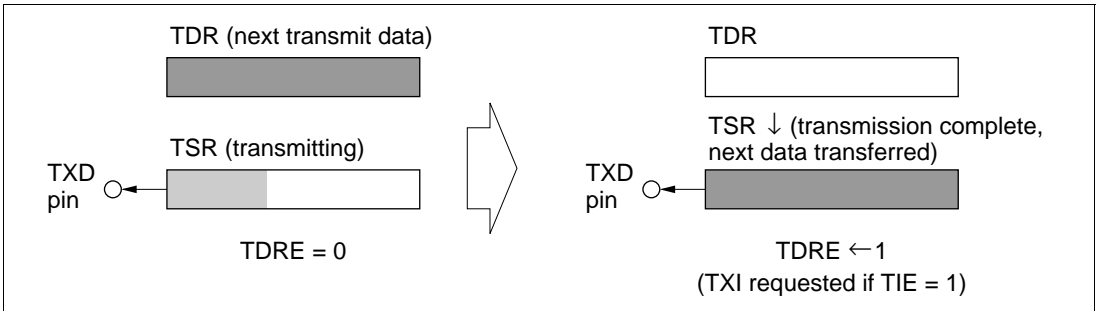 TDR (next transmit data)
TSR (transmitting)
TXD
pin
TDRE = 0
TDR
TSR ↓ (transmission complete,
next data transferred)
TXD
pin
TDRE ←1
(TXI requested if TIE = 1)